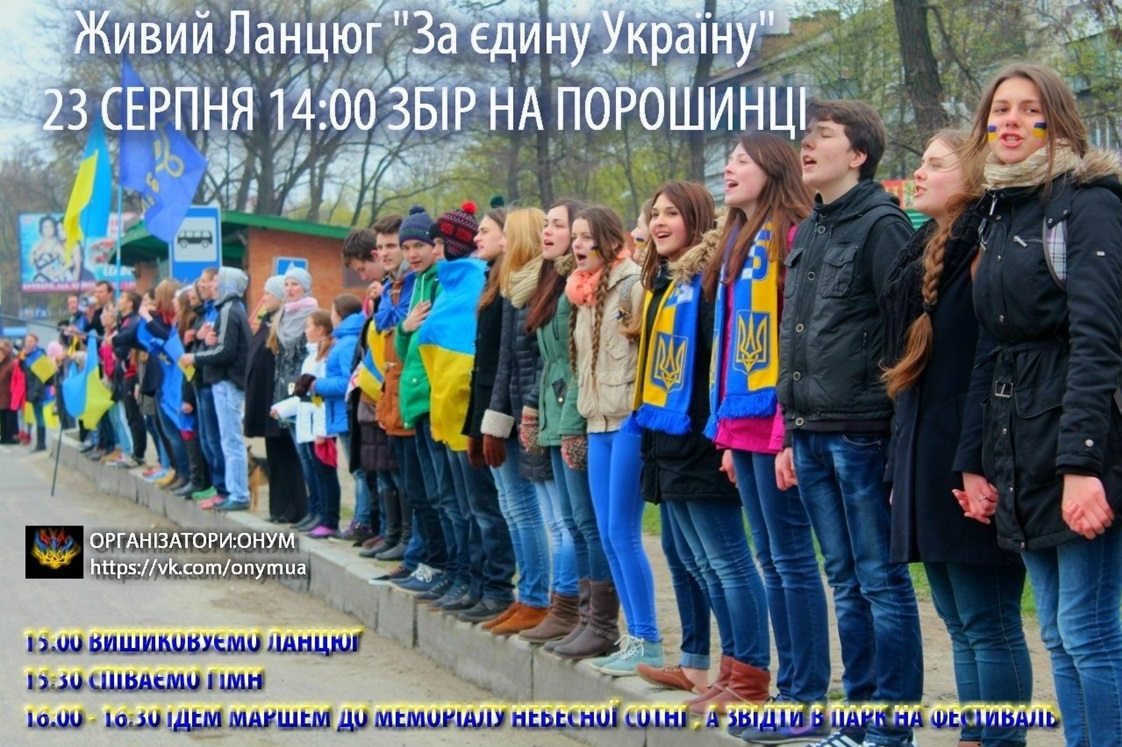 Живий Ланцюг "За єдину Україну"
23 СЕРПНЯ 14:00 ЗБІР НА ПОРОШИНЦІ
ОРГАНІЗАТОРИ:ОНУМ
https://vk.com/onymua
15:00 ВИШИКОВУЄМО ЛАНЦЮГ
15:30 СПІВАЄМО ГІМН
16:00 - 16:30 ІДЕМ МАРШЕМ ДО МЕМОРІАЛУ НЕБЕСНОЇ СОТНІ , А ЗВІДТИ В ПАРК НА ФЕСТИВАЛЬ